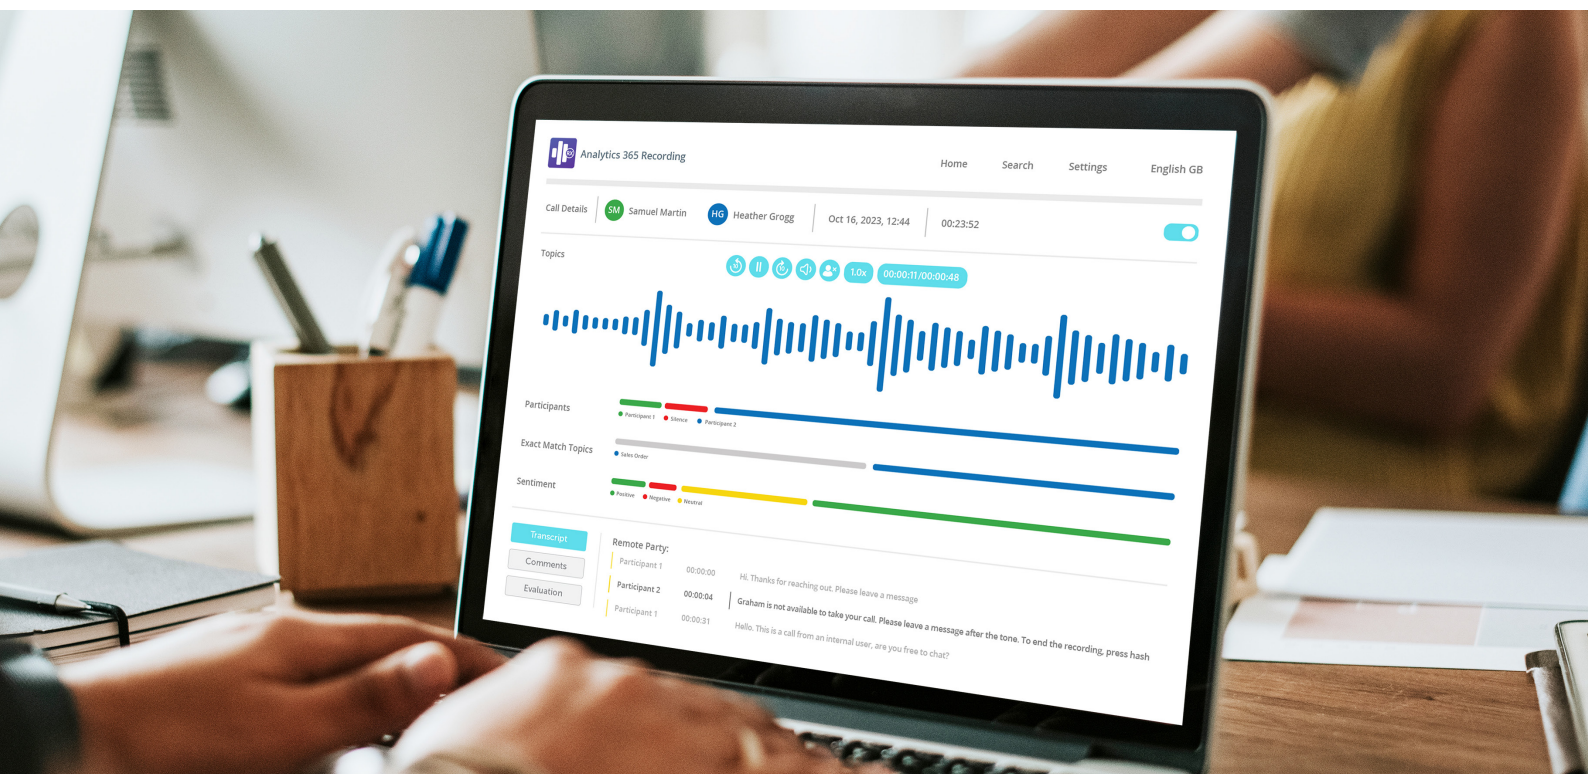 Analytics 365 Recording
Home Search Settings English GB
Call Details SM Samuel Martin HG Heather Grogg Oct 16, 2023, 12:44 00:23:52
Topics
1.0x 00:00:11/00:00:48
Participants
Participant 1 Silence Participant 2
Exact Match Topics
Sales Order
Sentiment
Positive Negative Neutral
Transcript
Comments
Evaluation
Remote Party:
Participant 1 00:00:00 Hi. Thanks for reaching out. Please leave a message
Participant 2 00:00:04 Graham is not available to take your call. Please leave a message after the tone. To end the recording, press hash
Participant 1 00:00:31 Hello. This is a call from an internal user, are you free to chat?